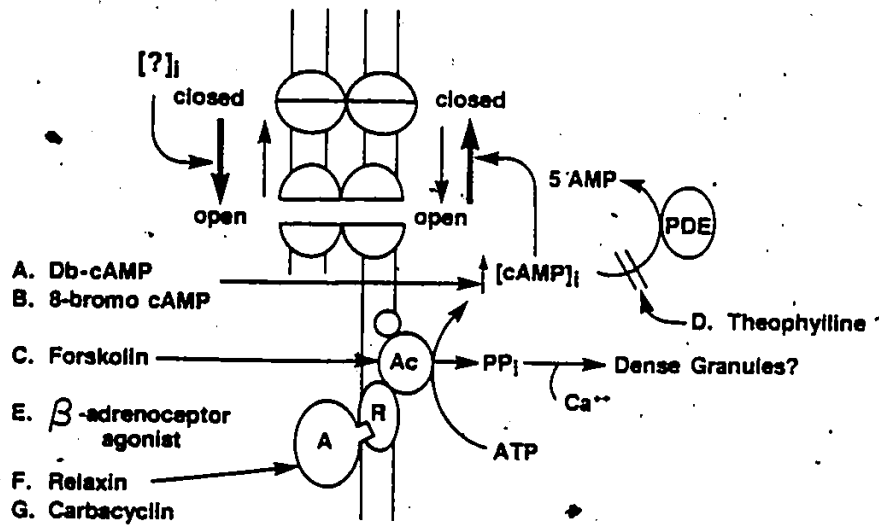 [?]i
closed
closed
open
open
5 AMP
PDE
A. Db-cAMP
B. 8-bromo cAMP
[cAMP]i
D. Theophylline
C. Forskolin
Ac
PPi
Dense Granules?
Ca++
E. β-adrenoceptor
agonist
A
R
ATP
F. Relaxin
G. Carbacyclin